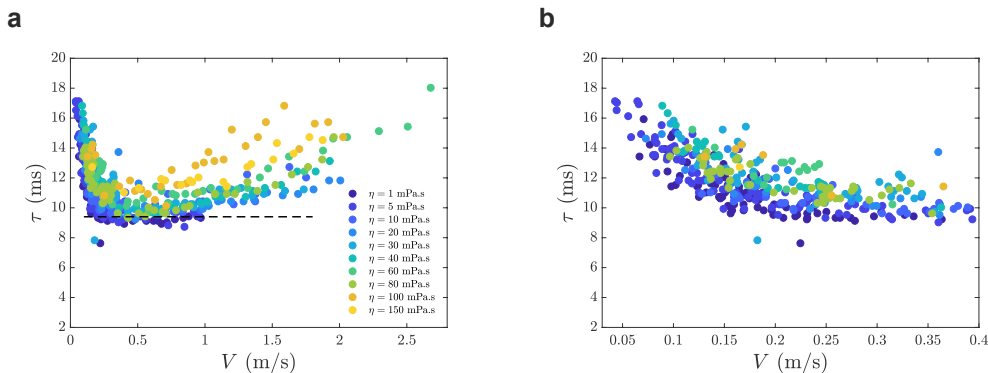 a
b
20
18
16
14
12
10
8
6
4
2
τ (ms)
0
0.5
1
1.5
2
2.5
V (m/s)
η = 1 mPa.s
η = 5 mPa.s
η = 10 mPa.s
η = 20 mPa.s
η = 30 mPa.s
η = 40 mPa.s
η = 60 mPa.s
η = 80 mPa.s
η = 100 mPa.s
η = 150 mPa.s
20
18
16
14
12
10
8
6
4
2
τ (ms)
0.05
0.1
0.15
0.2
0.25
0.3
0.35
0.4
V (m/s)